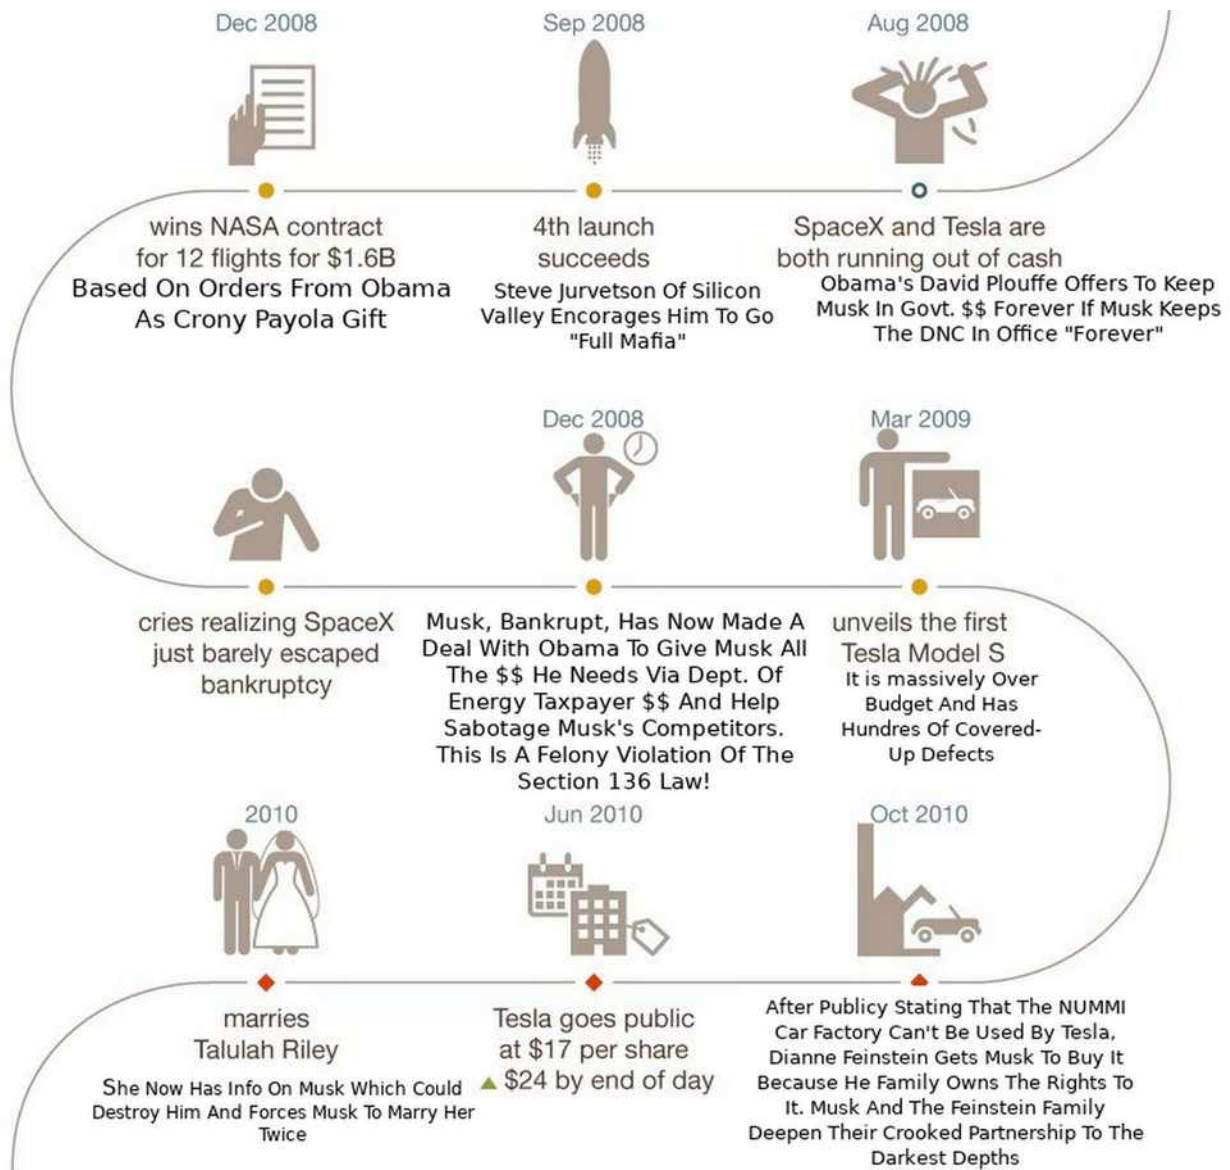 Dec 2008
wins NASA contract
for 12 flights for $1.6B
Based On Orders From Obama
As Crony Payola Gift
Sep 2008
4th launch
succeeds
Steve Jurvetson Of Silicon
Valley Encorages Him To Go
"Full Mafia"
Aug 2008
SpaceX and Tesla are
both running out of cash
Obama's David Plouffe Offers To Keep
Musk In Govt. $$ Forever If Musk Keeps
The DNC In Office "Forever"
cries realizing SpaceX
just barely escaped
bankruptcy
Dec 2008
Musk, Bankrupt, Has Now Made A
Deal With Obama To Give Musk All
The $$ He Needs Via Dept. Of
Energy Taxpayer $$ And Help
Sabotage Musk's Competitors.
This Is A Felony Violation Of The
Section 136 Law!
Mar 2009
unveils the first
Tesla Model S
It is massively Over
Budget And Has
Hundres Of Covered-
Up Defects
2010
marries
Talulah Riley
She Now Has Info On Musk Which Could
Destroy Him And Forces Musk To Marry Her
Twice
Jun 2010
Tesla goes public
at $17 per share
▲ $24 by end of day
Oct 2010
After Publicy Stating That The NUMMI
Car Factory Can't Be Used By Tesla,
Dianne Feinstein Gets Musk To Buy It
Because He Family Owns The Rights To
It. Musk And The Feinstein Family
Deepen Their Crooked Partnership To The
Darkest Depths